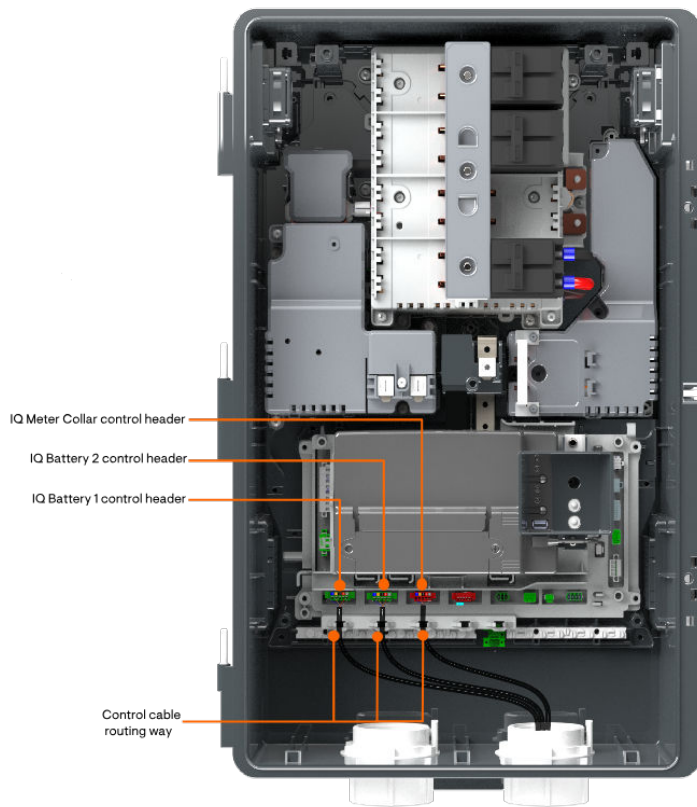 IQ Meter Collar control header
IQ Battery 2 control header
IQ Battery 1 control header
Control cable
routing way